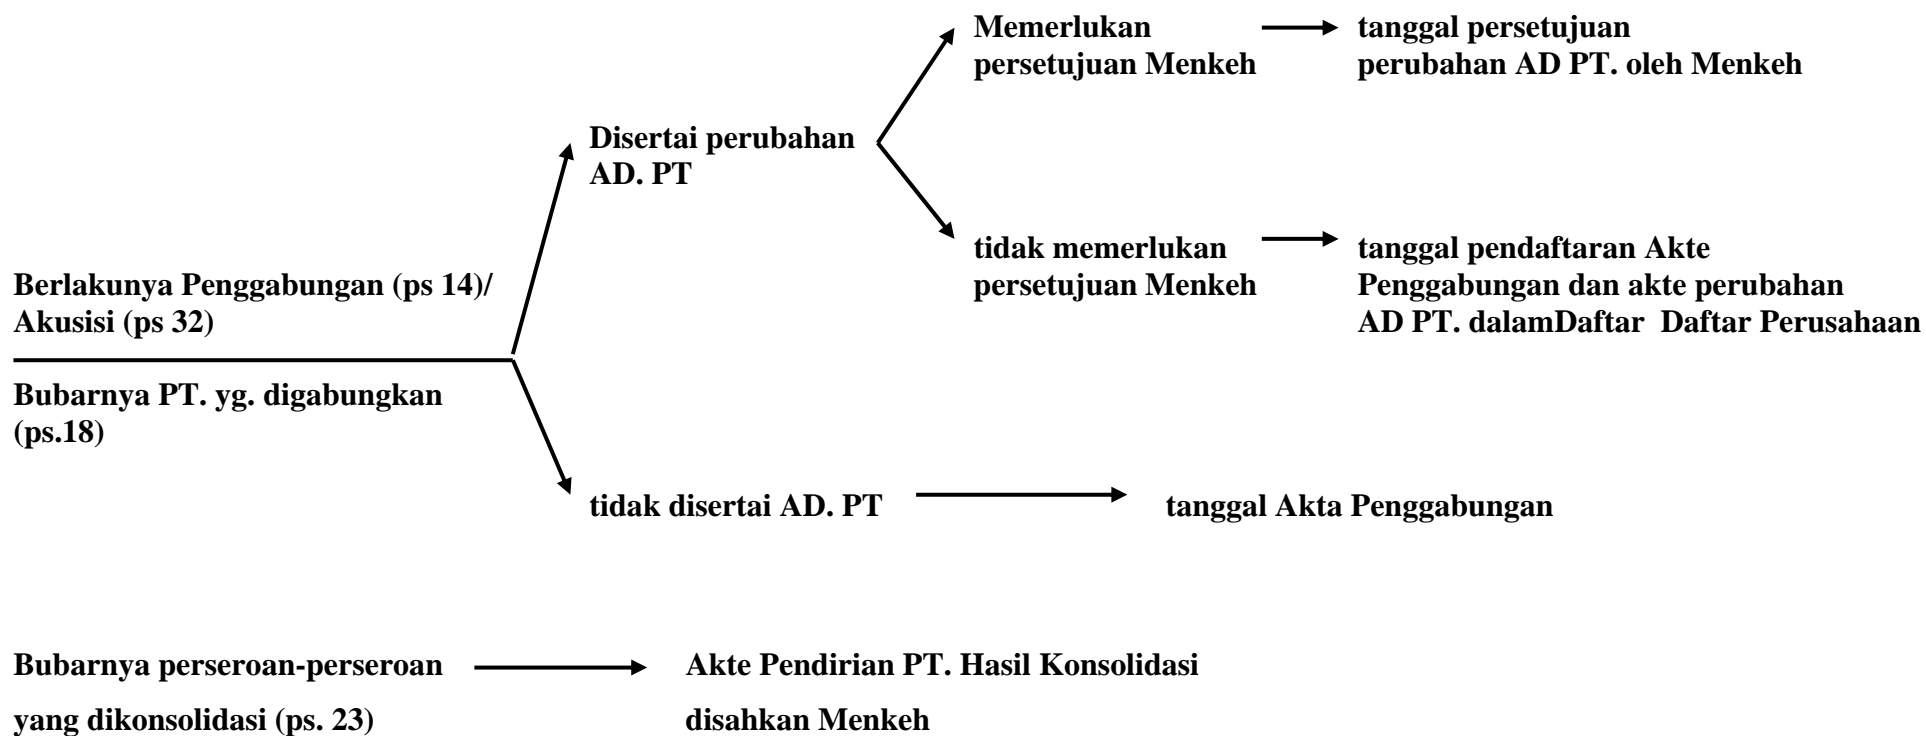 Memerlukan
persetujuan Menkeh
tanggal persetujuan
perubahan AD PT. oleh Menkeh
Disertai perubahan
AD. PT
tidak memerlukan
persetujuan Menkeh
tanggal pendaftaran Akte
Penggabungan dan akte perubahan
AD PT. dalamDaftar Daftar Perusahaan
Berlakunya Penggabungan (ps 14)/
Akusisi (ps 32)
Bubarnya PT. yg. digabungkan
(ps.18)
tidak disertai AD. PT
tanggal Akta Penggabungan
Bubarnya perseroan-perseroan
yang dikonsolidasi (ps. 23)
Akte Pendirian PT. Hasil Konsolidasi
disahkan Menkeh